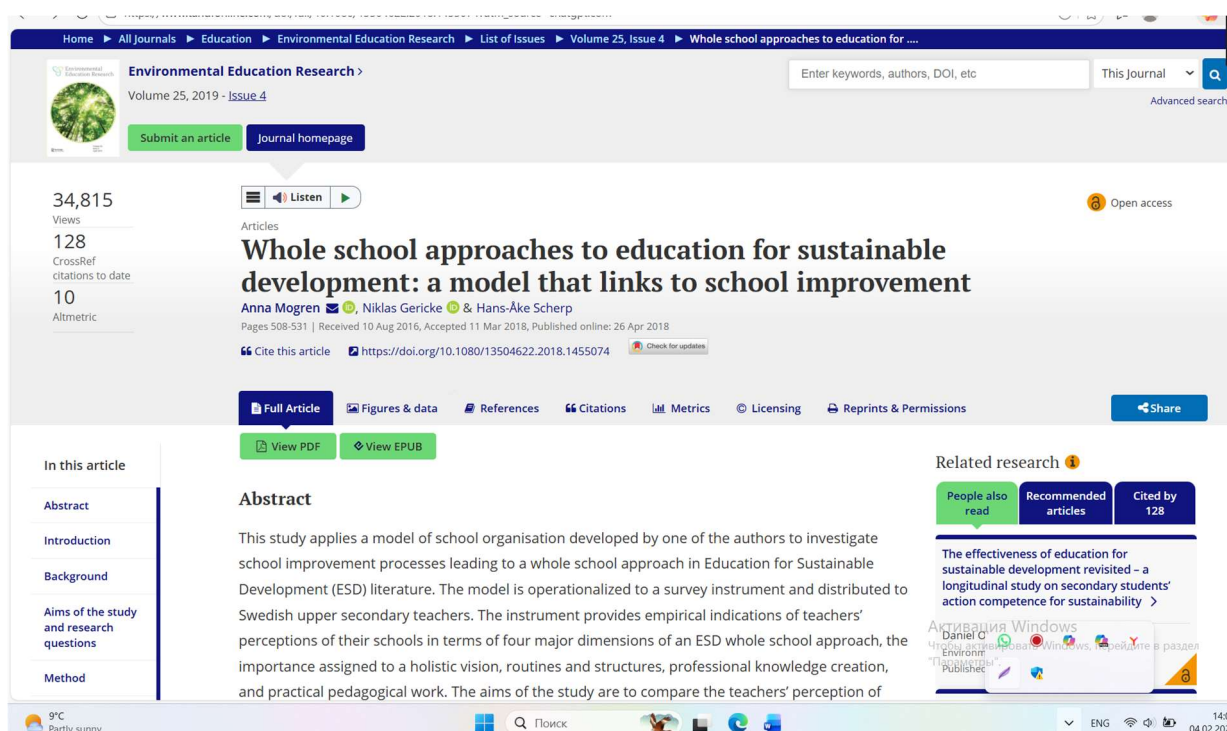 Home ► All Journals ► Education ► Environmental Education Research ► List of Issues ► Volume 25, Issue 4 ► Whole school approaches to education for ....
Environmental Education Research >
Volume 25, 2019 - Issue 4
Enter keywords, authors, DOI, etc
This Journal
Advanced search
Submit an article
Journal homepage
34,815
Views
128
CrossRef
citations to date
10
Altmetric
Listen
Open access
Articles
Whole school approaches to education for sustainable
development: a model that links to school improvement
Anna Mogren, Niklas Gericke & Hans-Åke Scherp
Pages 508-531 | Received 10 Aug 2016, Accepted 11 Mar 2018, Published online: 26 Apr 2018
Cite this article
https://doi.org/10.1080/13504622.2018.1455074
Check for updates
Full Article
Figures & data
References
Citations
Metrics
Licensing
Reprints & Permissions
Share
View PDF
View EPUB
In this article
Abstract
Introduction
Background
Aims of the study
and research
questions
Method
Abstract
This study applies a model of school organisation developed by one of the authors to investigate
school improvement processes leading to a whole school approach in Education for Sustainable
Development (ESD) literature. The model is operationalized to a survey instrument and distributed to
Swedish upper secondary teachers. The instrument provides empirical indications of teachers'
perceptions of their schools in terms of four major dimensions of an ESD whole school approach, the
importance assigned to a holistic vision, routines and structures, professional knowledge creation,
and practical pedagogical work. The aims of the study are to compare the teachers' perception of
Related research
People also
read
Recommended
articles
Cited by
128
The effectiveness of education for
sustainable development revisited – a
longitudinal study on secondary students'
action competence for sustainability >
Активация Windows
Чтобы активировать Windows, перейдите в раздел
"Параметры".
Daniel
9°C
Partly sunny
Поиск
ENG